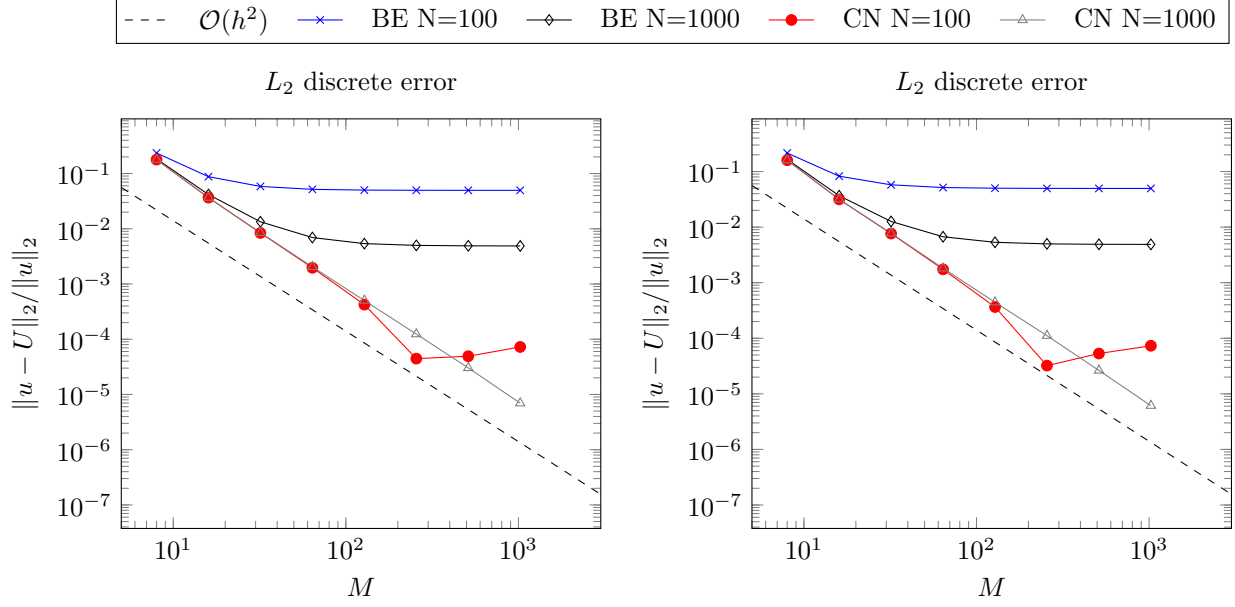 𝒪(h²) BE N=100 BE N=1000 CN N=100 CN N=1000
L₂ discrete error
10⁻¹
10⁻²
10⁻³
10⁻⁴
10⁻⁵
10⁻⁶
10⁻⁷
‖u − U‖₂/‖u‖₂
10¹ 10² 10³
M
L₂ discrete error
10⁻¹
10⁻²
10⁻³
10⁻⁴
10⁻⁵
10⁻⁶
10⁻⁷
‖u − U‖₂/‖u‖₂
10¹ 10² 10³
M